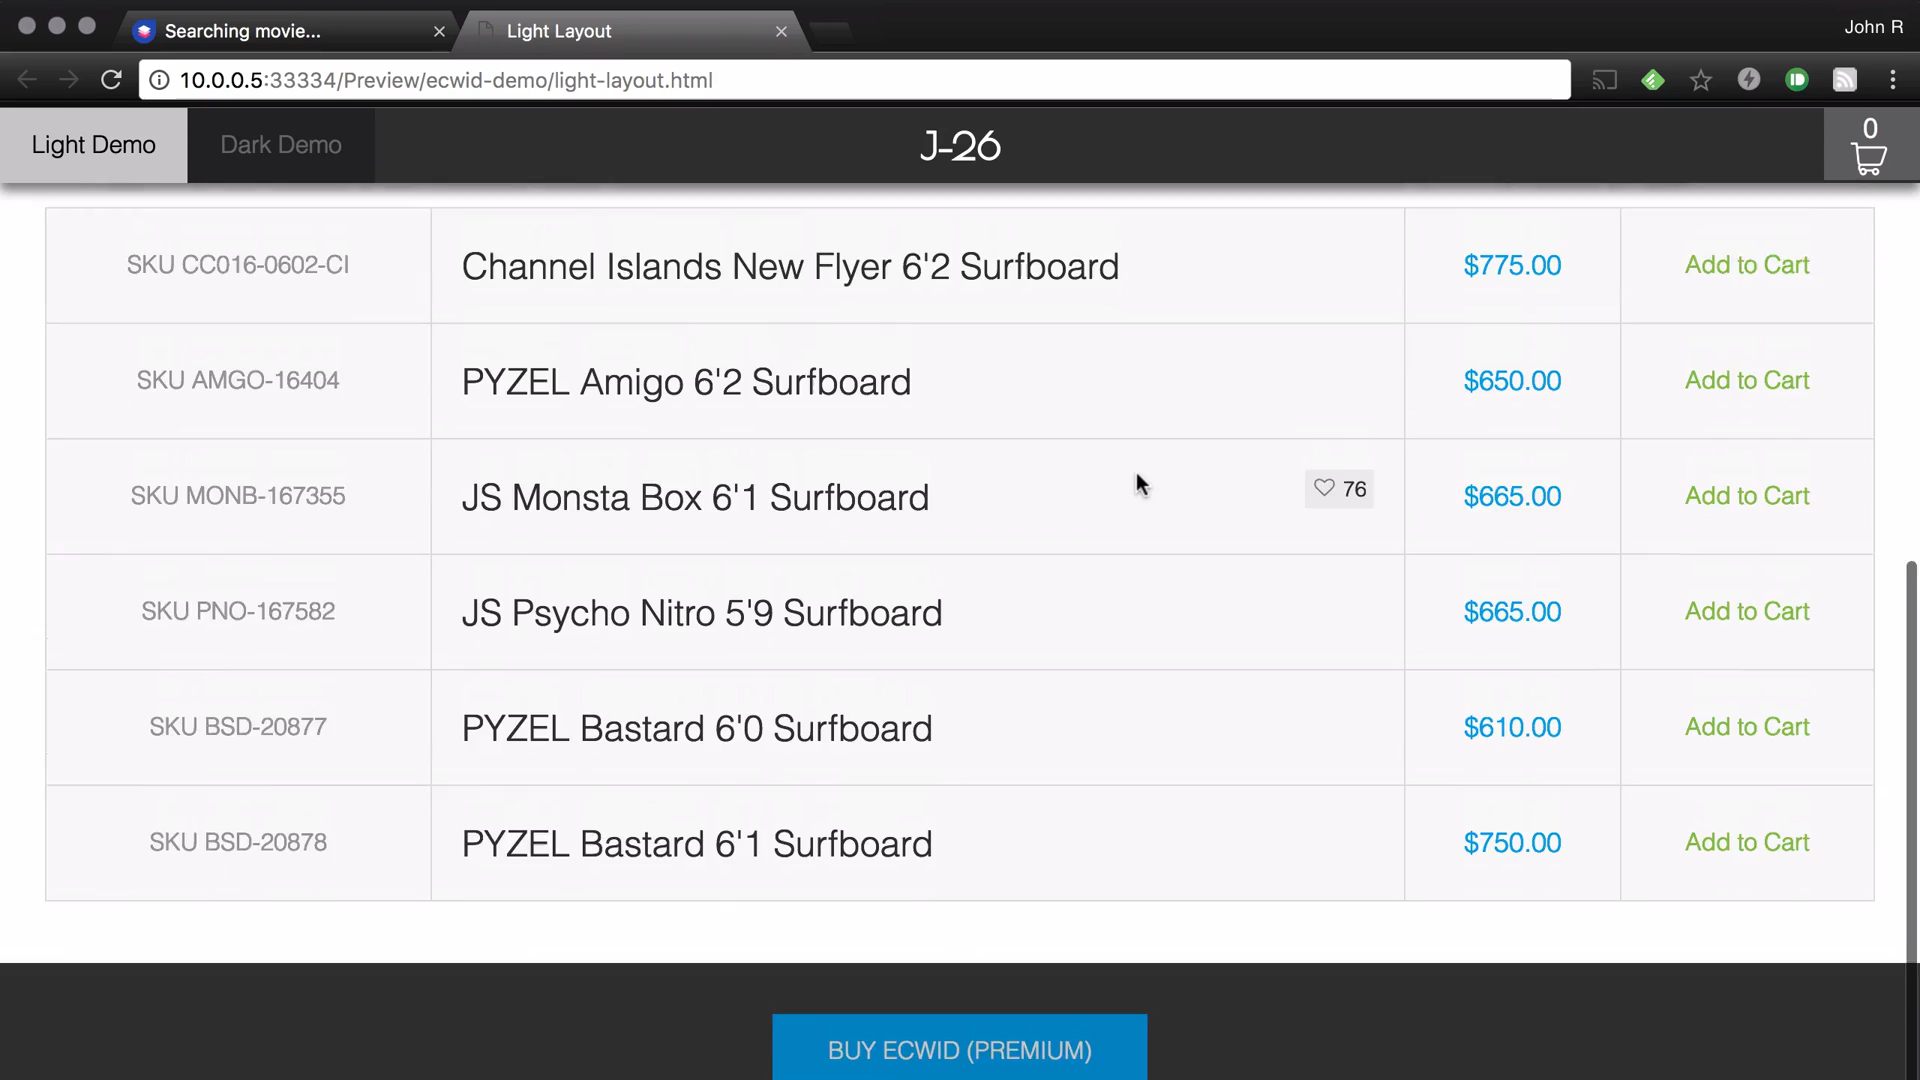 Searching movie...
Light Layout
John R
10.0.0.5:33334/Preview/ecwid-demo/light-layout.html
Light Demo
Dark Demo
J-26
0
SKU CC016-0602-CI Channel Islands New Flyer 6'2 Surfboard $775.00 Add to Cart
SKU AMGO-16404 PYZEL Amigo 6'2 Surfboard $650.00 Add to Cart
SKU MONB-167355 JS Monsta Box 6'1 Surfboard 76 $665.00 Add to Cart
SKU PNO-167582 JS Psycho Nitro 5'9 Surfboard $665.00 Add to Cart
SKU BSD-20877 PYZEL Bastard 6'0 Surfboard $610.00 Add to Cart
SKU BSD-20878 PYZEL Bastard 6'1 Surfboard $750.00 Add to Cart
BUY ECWID (PREMIUM)